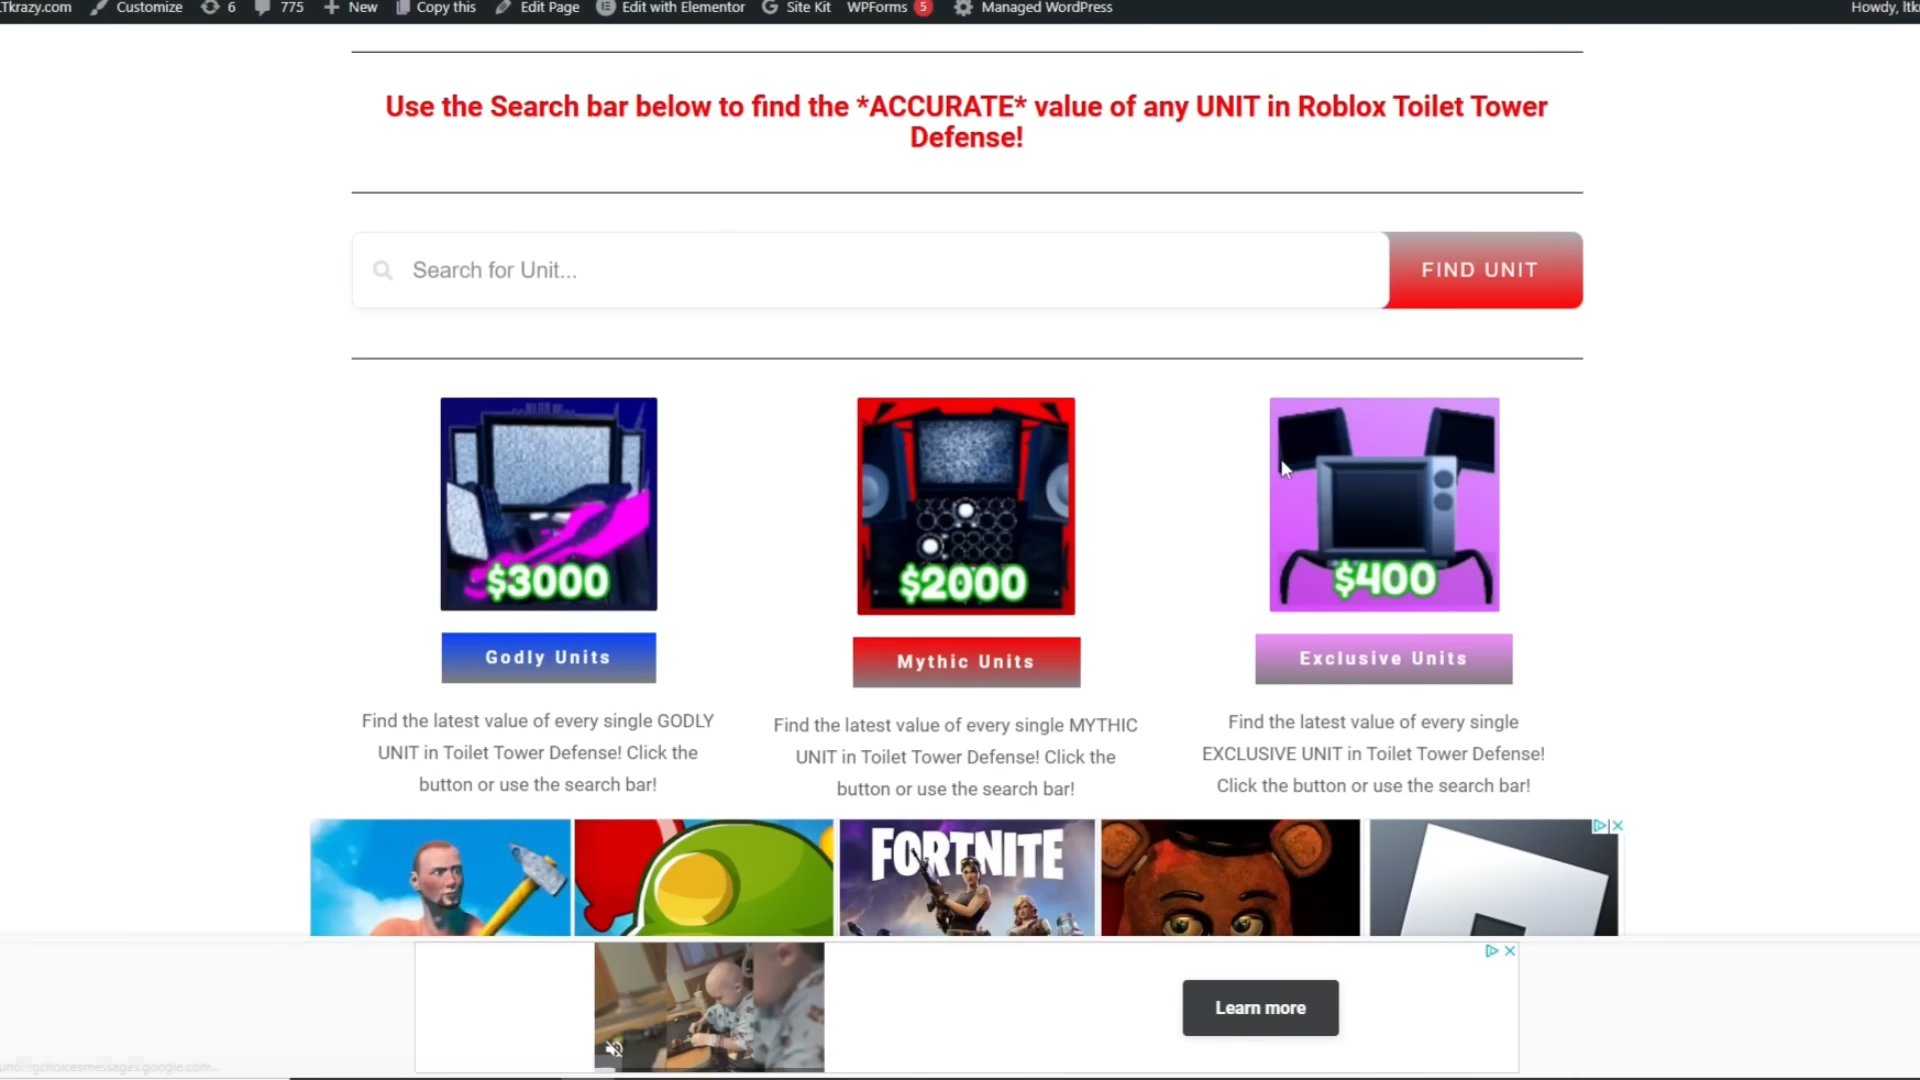 LTkrazy.com Customize 6 775 New Copy this Edit Page Edit with Elementor Site Kit WPForms 5 Managed WordPress Howdy, ltk
Use the Search bar below to find the *ACCURATE* value of any UNIT in Roblox Toilet Tower
Defense!
Search for Unit...
FIND UNIT
$3000
$2000
$400
Godly Units
Mythic Units
Exclusive Units
Find the latest value of every single GODLY
UNIT in Toilet Tower Defense! Click the
button or use the search bar!
Find the latest value of every single MYTHIC
UNIT in Toilet Tower Defense! Click the
button or use the search bar!
Find the latest value of every single
EXCLUSIVE UNIT in Toilet Tower Defense!
Click the button or use the search bar!
FORTNITE
Learn more